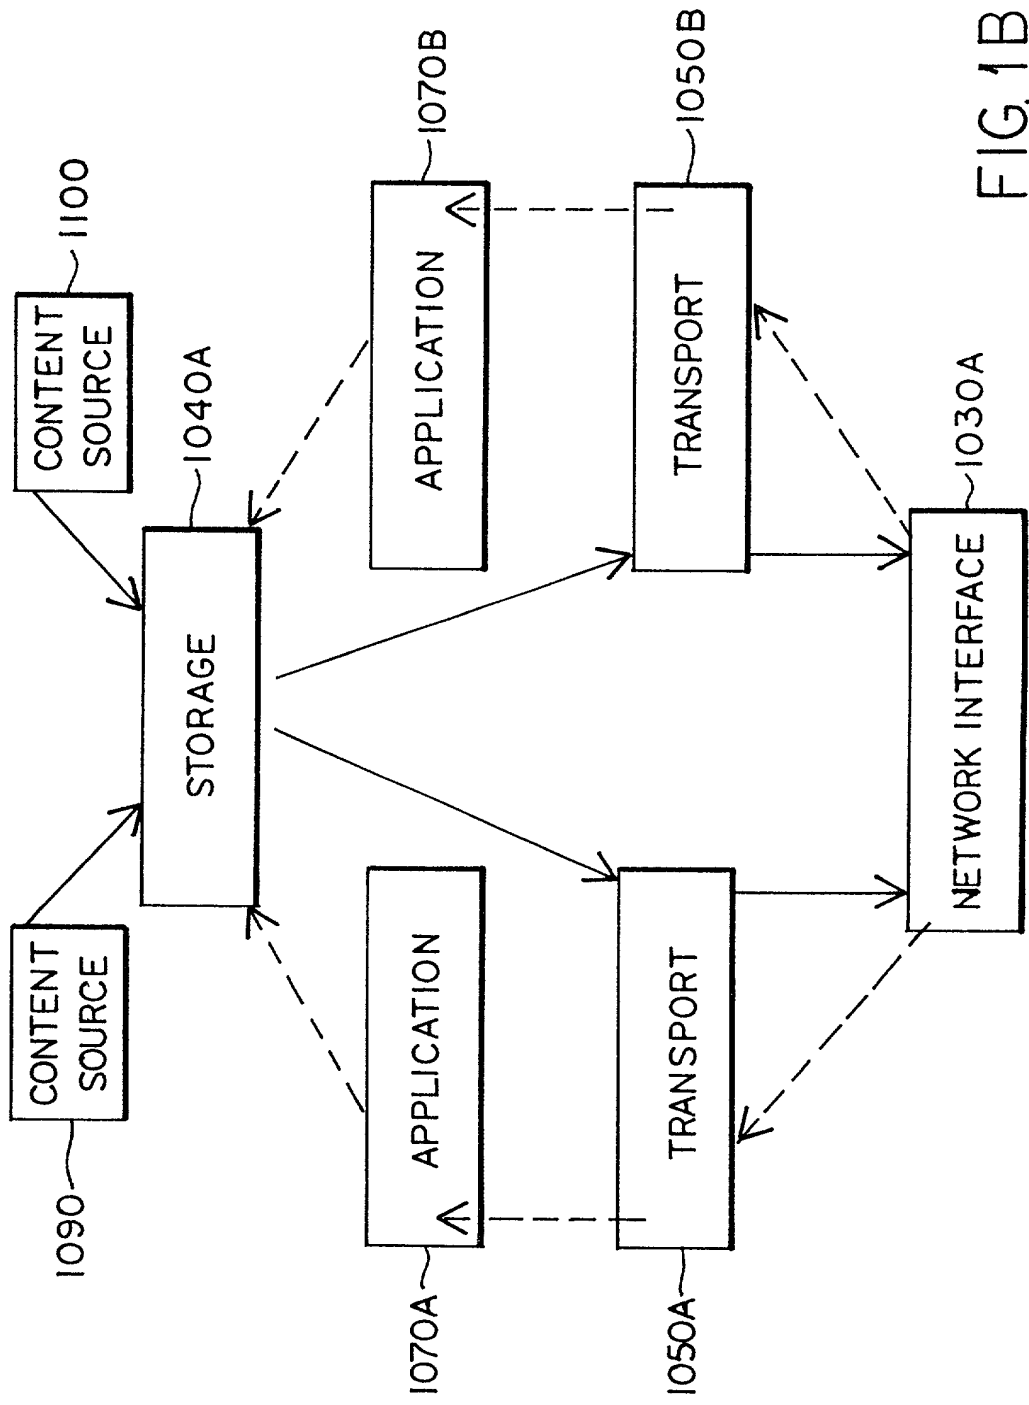 1090
CONTENT
SOURCE
CONTENT
SOURCE
1100
STORAGE
1040A
1070A
APPLICATION
APPLICATION
1070B
1050A
TRANSPORT
TRANSPORT
1050B
NETWORK INTERFACE
1030A
FIG. 1B